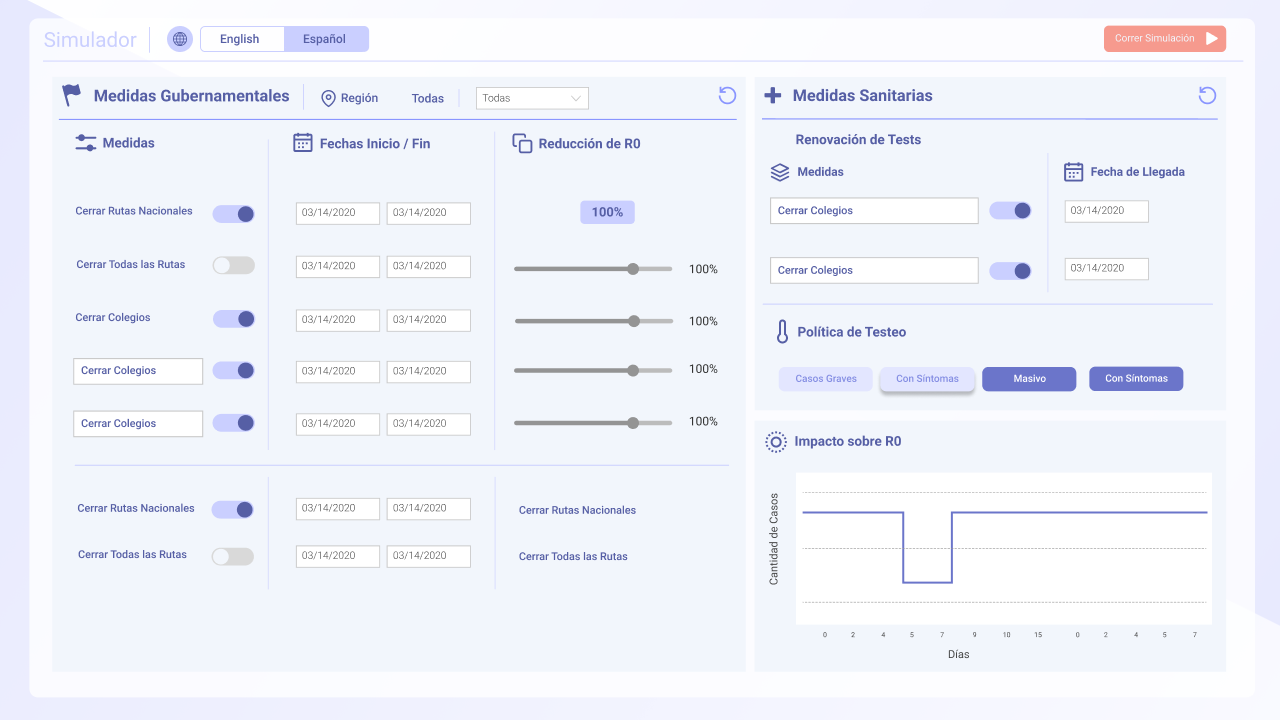 Simulador
English
Español
Correr Simulación
Medidas Gubernamentales
Región
Todas
Todas
Medidas
Fechas Inicio / Fin
Reducción de R0
Cerrar Rutas Nacionales
03/14/2020
03/14/2020
100%
Cerrar Todas las Rutas
03/14/2020
03/14/2020
100%
Cerrar Colegios
03/14/2020
03/14/2020
100%
Cerrar Colegios
03/14/2020
03/14/2020
100%
Cerrar Colegios
03/14/2020
03/14/2020
100%
Cerrar Rutas Nacionales
03/14/2020
03/14/2020
Cerrar Rutas Nacionales
Cerrar Todas las Rutas
03/14/2020
03/14/2020
Cerrar Todas las Rutas
Medidas Sanitarias
Renovación de Tests
Medidas
Fecha de Llegada
Cerrar Colegios
03/14/2020
Cerrar Colegios
03/14/2020
Política de Testeo
Casos Graves
Con Síntomas
Masivo
Con Síntomas
Impacto sobre R0
Cantidad de Casos
0 2 4 5 7 9 10 15 0 2 4 5 7
Días